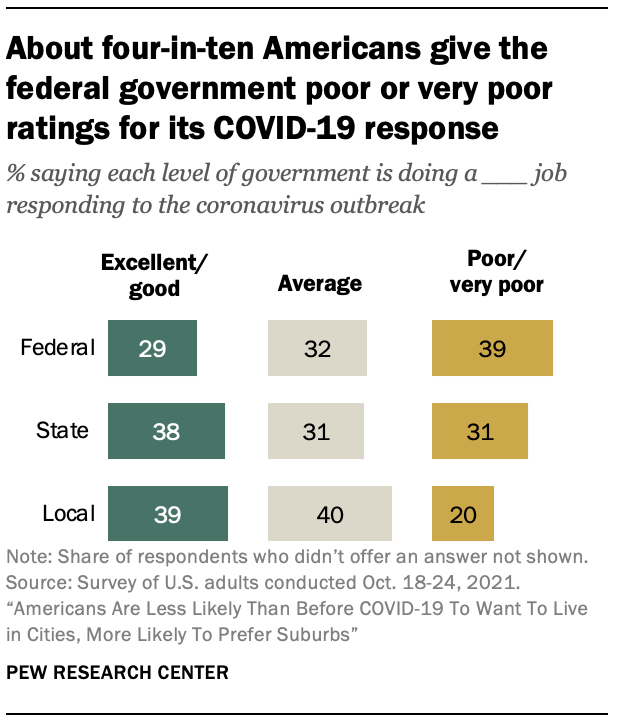 About four-in-ten Americans give the
federal government poor or very poor
ratings for its COVID-19 response
% saying each level of government is doing a ___ job
responding to the coronavirus outbreak
Excellent/
good
Average
Poor/
very poor
Federal 29 32 39
State 38 31 31
Local 39 40 20
Note: Share of respondents who didn’t offer an answer not shown.
Source: Survey of U.S. adults conducted Oct. 18-24, 2021.
“Americans Are Less Likely Than Before COVID-19 To Want To Live
in Cities, More Likely To Prefer Suburbs”
PEW RESEARCH CENTER